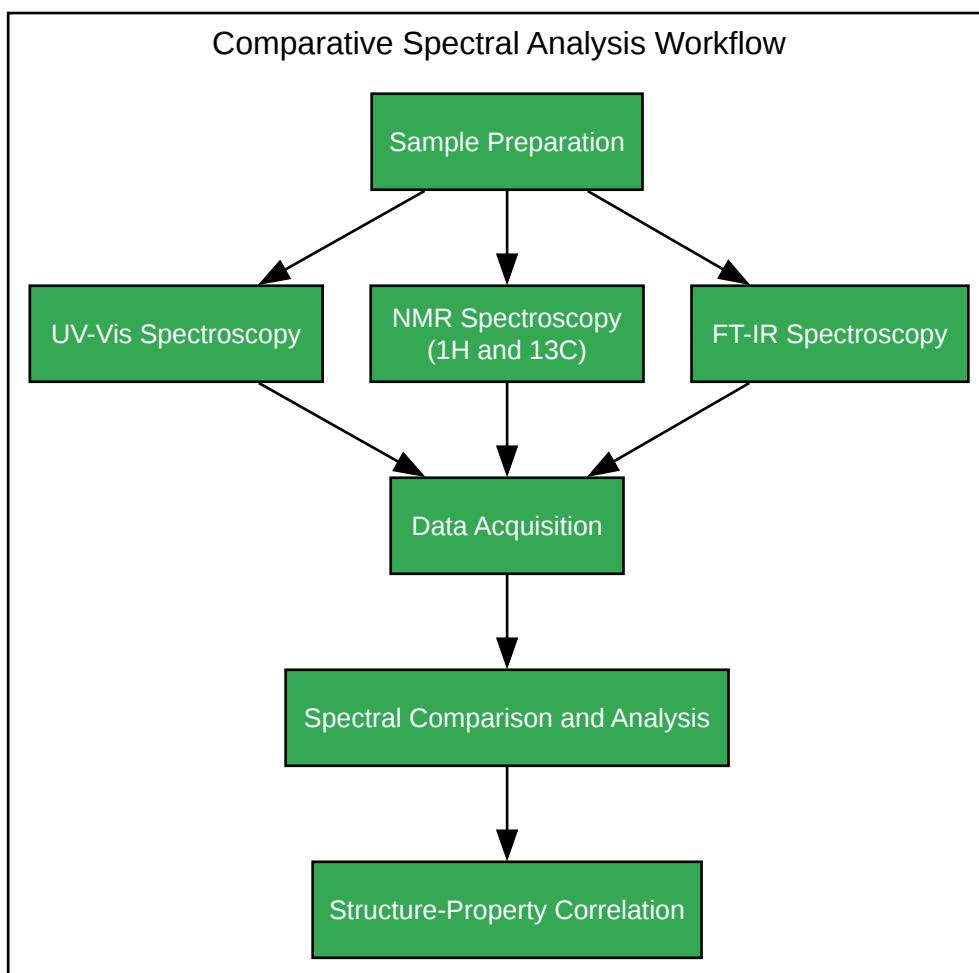 Comparative Spectral Analysis Workflow
Sample Preparation
UV-Vis Spectroscopy
NMR Spectroscopy
(1H and 13C)
FT-IR Spectroscopy
Data Acquisition
Spectral Comparison and Analysis
Structure-Property Correlation